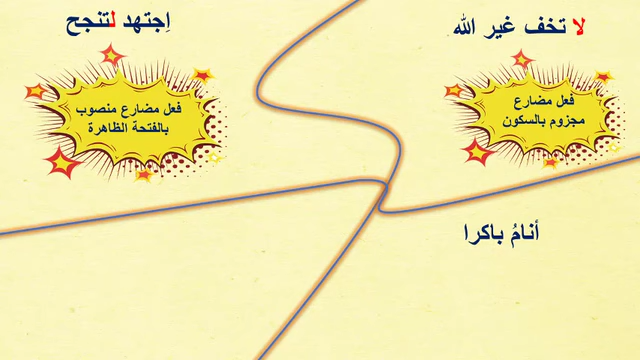 لا تخف غير الله
فعل مضارع
مجزوم بالسكون
اِجتهد لتنجح
فعل مضارع منصوب
بالفتحة الظاهرة
أنامُ باكرا